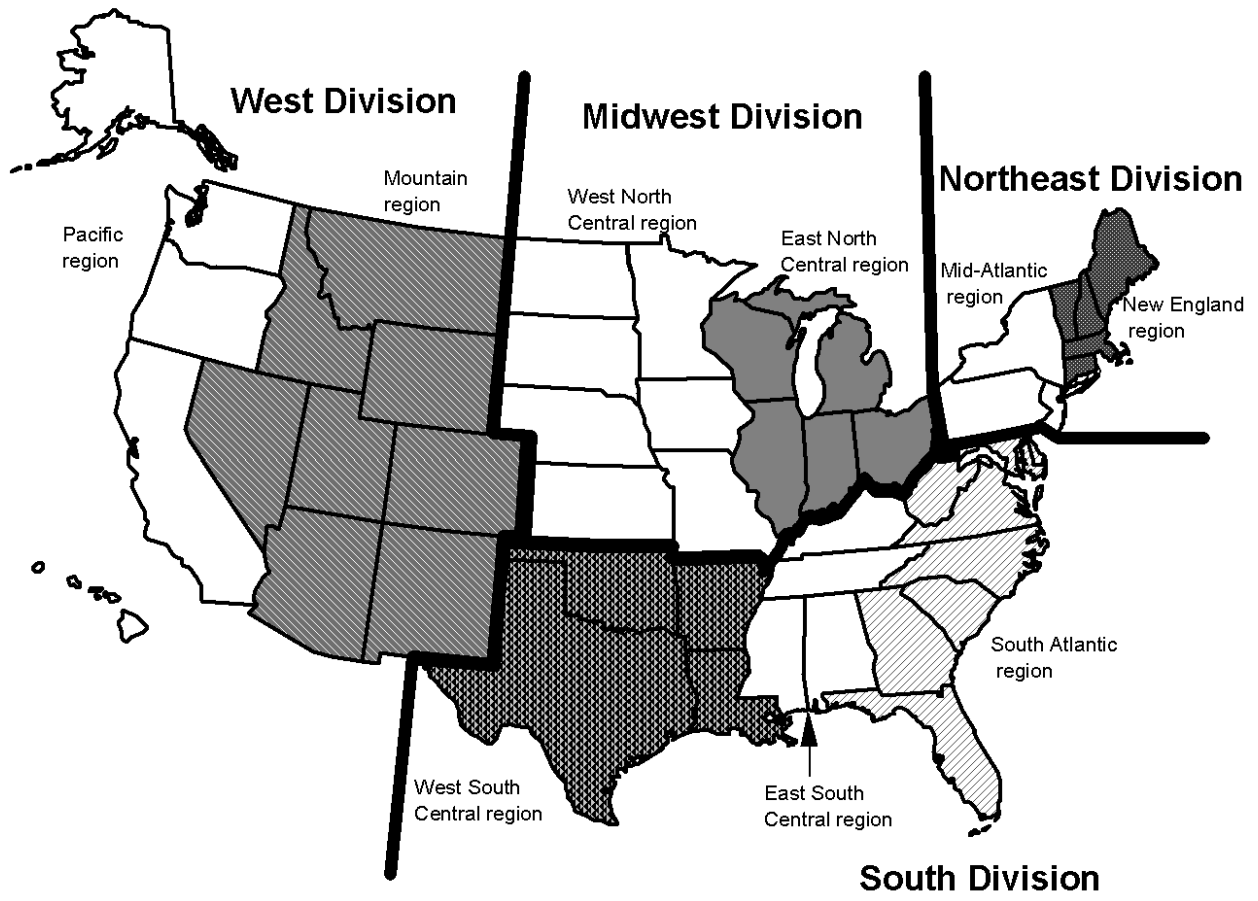 West Division
Midwest Division
Northeast Division
Mountain
region
West North
Central region
Pacific
region
East North
Central region
Mid-Atlantic
region
New England
region
South Atlantic
region
West South
Central region
East South
Central region
South Division